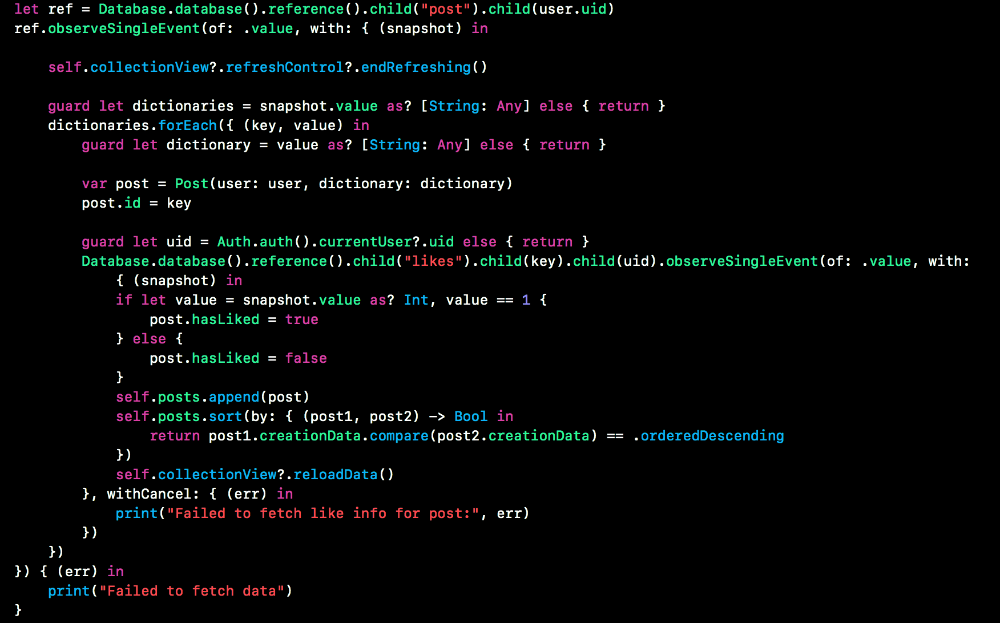 let ref = Database.database().reference().child("post").child(user.uid)
ref.observeSingleEvent(of: .value, with: { (snapshot) in
    self.collectionView?.refreshControl?.endRefreshing()
    guard let dictionaries = snapshot.value as? [String: Any] else { return }
    dictionaries.forEach({ (key, value) in
        guard let dictionary = value as? [String: Any] else { return }
        var post = Post(user: user, dictionary: dictionary)
        post.id = key
        guard let uid = Auth.auth().currentUser?.uid else { return }
        Database.database().reference().child("likes").child(key).child(uid).observeSingleEvent(of: .value, with:
            { (snapshot) in
            if let value = snapshot.value as? Int, value == 1 {
                post.hasLiked = true
            } else {
                post.hasLiked = false
            }
            self.posts.append(post)
            self.posts.sort(by: { (post1, post2) -> Bool in
                return post1.creationData.compare(post2.creationData) == .orderedDescending
            })
            self.collectionView?.reloadData()
        }, withCancel: { (err) in
            print("Failed to fetch like info for post:", err)
        })
    })
}) { (err) in
    print("Failed to fetch data")
}